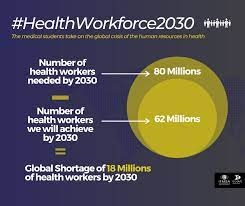 #HealthWorkforce2030
The medical students take on the global crisis of the human resources in health
Number of
health workers
needed by 2030
80 Millions
Number of
health workers
we will achieve
by 2030
62 Millions
Global Shortage of 18 Millions
of health workers by 2030